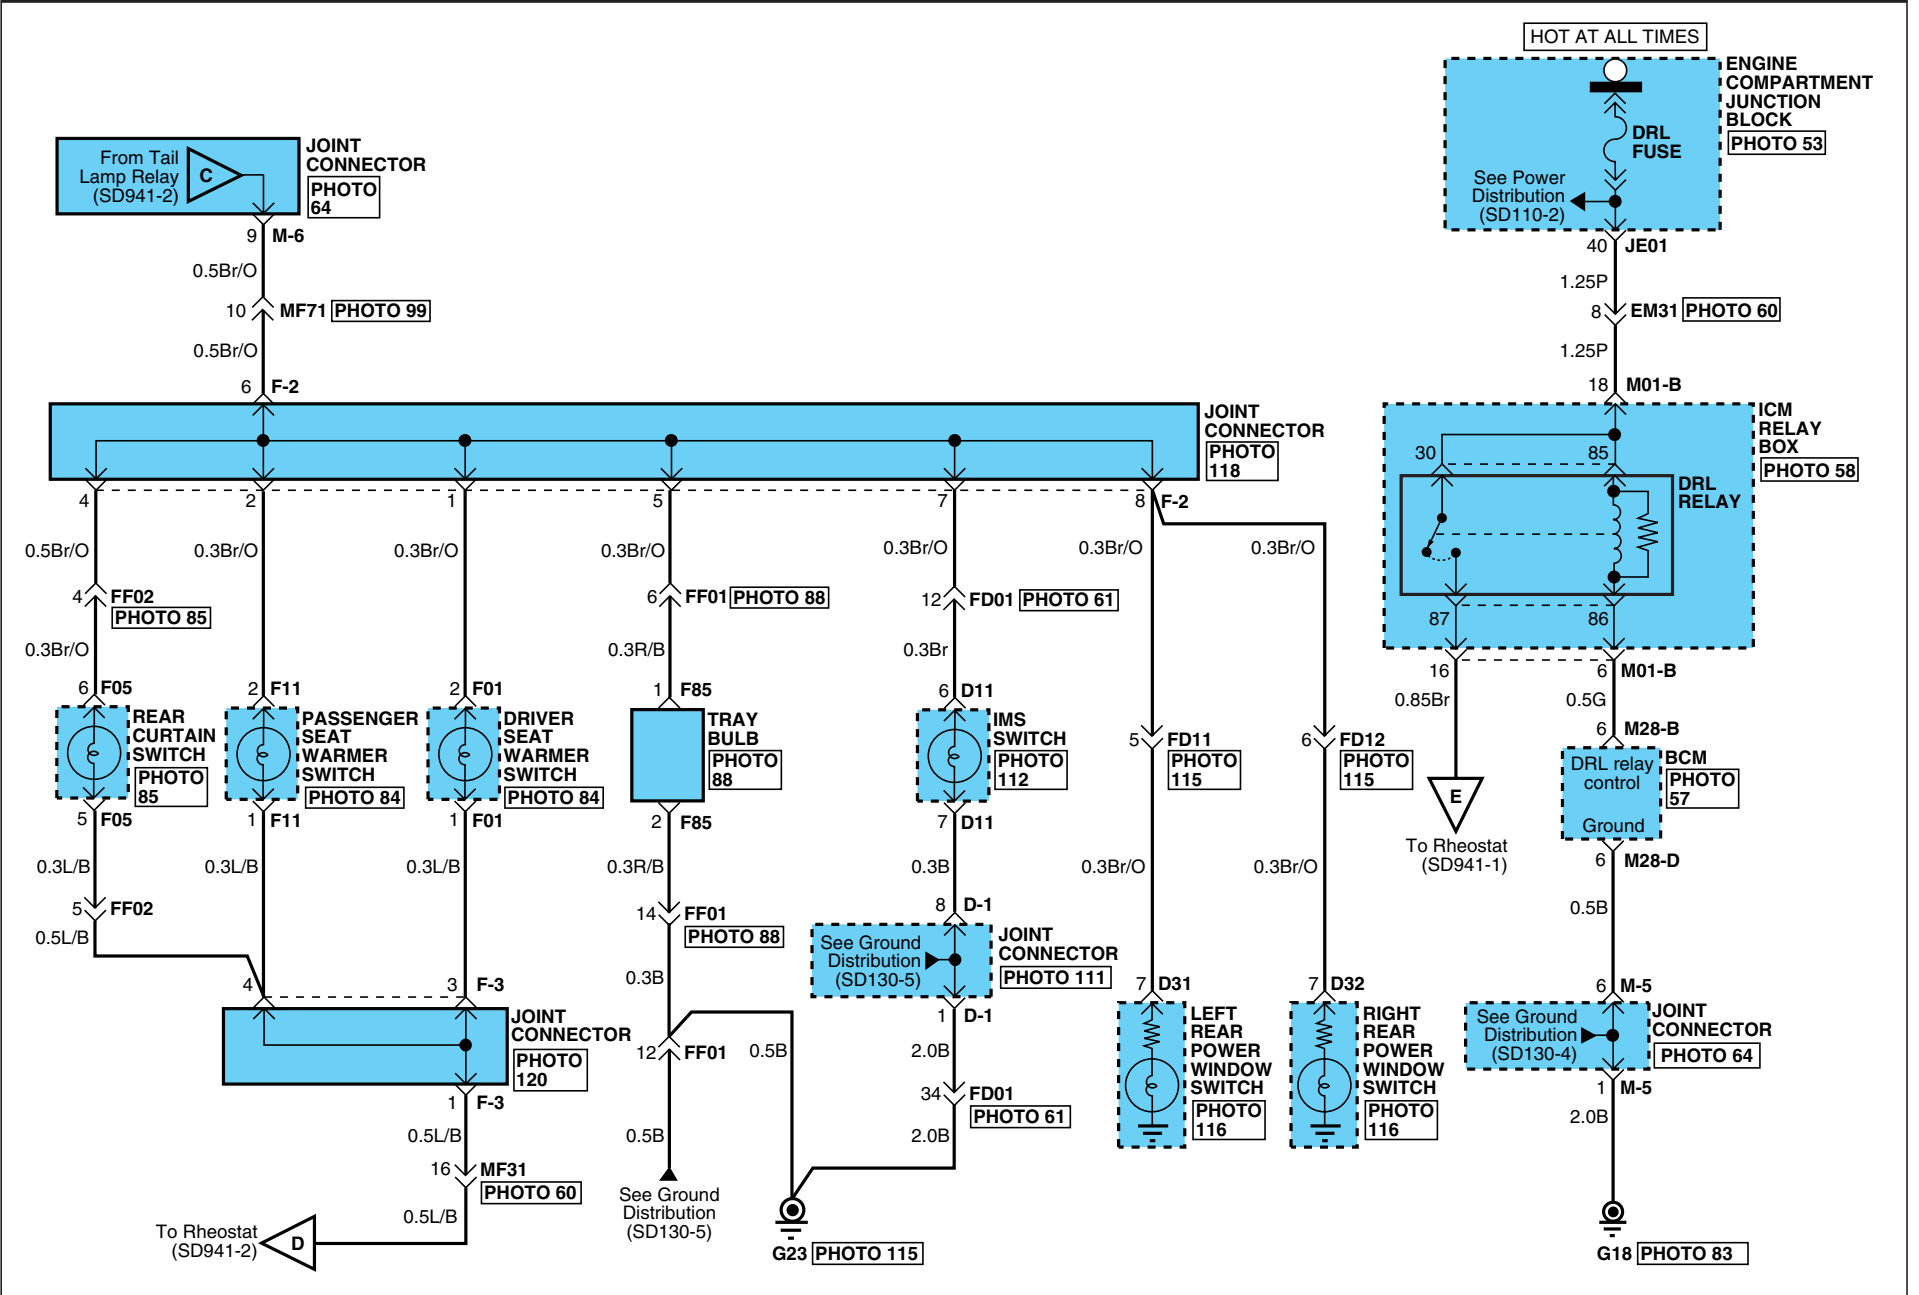 HOT AT ALL TIMES
ENGINE
COMPARTMENT
JUNCTION
BLOCK
PHOTO 53
DRL
FUSE
See Power
Distribution
(SD110-2)
40 JE01
1.25P
8 EM31 PHOTO 60
1.25P
18 M01-B
From Tail
Lamp Relay
(SD941-2)
C
JOINT
CONNECTOR
PHOTO
64
9 M-6
0.5Br/O
10 MF71 PHOTO 99
0.5Br/O
6 F-2
JOINT
CONNECTOR
PHOTO
118
4 2 1 5 7 8 F-2
0.5Br/O 0.3Br/O 0.3Br/O 0.3Br/O 0.3Br/O 0.3Br/O 0.3Br/O
4 FF02
PHOTO 85
6 FF01 PHOTO 88
12 FD01 PHOTO 61
0.3Br/O 0.3R/B 0.3Br
6 F05 2 F11 2 F01 1 F85 6 D11
REAR
CURTAIN
SWITCH
PHOTO
85
PASSENGER
SEAT
WARMER
SWITCH
PHOTO 84
DRIVER
SEAT
WARMER
SWITCH
PHOTO 84
TRAY
BULB
PHOTO
88
IMS
SWITCH
PHOTO
112
5 FD11
PHOTO
115
6 FD12
PHOTO
115
5 F05 1 F11 1 F01 2 F85 7 D11
0.3L/B 0.3L/B 0.3L/B 0.3R/B 0.3B 0.3Br/O 0.3Br/O
5 FF02
0.5L/B
14 FF01
PHOTO 88
0.3B
8 D-1
See Ground
Distribution
(SD130-5)
JOINT
CONNECTOR
PHOTO 111
1 D-1
4 3 F-3
JOINT
CONNECTOR
PHOTO
120
1 F-3
0.5L/B
16 MF31
PHOTO 60
0.5L/B
To Rheostat
(SD941-2)
D
12 FF01
0.5B
0.5B
See Ground
Distribution
(SD130-5)
2.0B
34 FD01
PHOTO 61
2.0B
G23 PHOTO 115
7 D31
LEFT
REAR
POWER
WINDOW
SWITCH
PHOTO
116
7 D32
RIGHT
REAR
POWER
WINDOW
SWITCH
PHOTO
116
ICM
RELAY
BOX
PHOTO 58
30 85
DRL
RELAY
87 86
16 6 M01-B
0.85Br 0.5G
E
To Rheostat
(SD941-1)
6 M28-B
DRL relay
control
Ground
BCM
PHOTO
57
6 M28-D
0.5B
6 M-5
See Ground
Distribution
(SD130-4)
JOINT
CONNECTOR
PHOTO 64
1 M-5
2.0B
G18 PHOTO 83